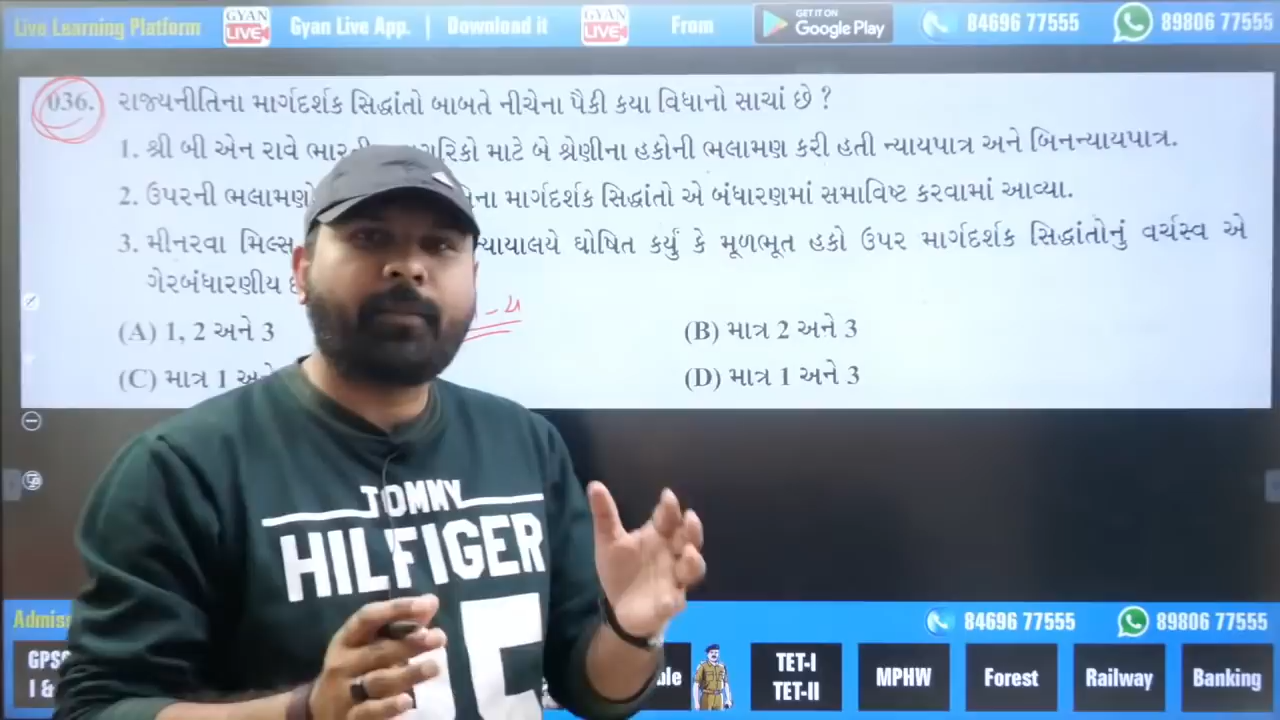 Live Learning Platform GYAN LIVE Gyan Live App. | Download it GYAN LIVE From GET IT ON Google Play 84696 77555 89806 77555
036. રાજ્યનીતિના માર્ગદર્શક સિદ્ધાંતો બાબતે નીચેના પૈકી કયા વિધાનો સાચાં છે ?
1. શ્રી બી એન રાવે માટે બે શ્રેણીના હકોની ભલામણ કરી હતી ન્યાયપાત્ર અને બિનન્યાયપાત્ર.
2. ઉપરની માર્ગદર્શક સિદ્ધાંતો એ બંધારણમાં સમાવિષ્ટ કરવામાં આવ્યા.
3. મીનરવા મિલ્સ ઘોષિત કર્યું કે મૂળભૂત હકો ઉપર માર્ગદર્શક સિદ્ધાંતોનું વર્ચસ્વ એ
ગેરબંધારણીય
(A) 1, 2 અને 3 (B) માત્ર 2 અને 3
(C) માત્ર 1 (D) માત્ર 1 અને 3
TOMMY
HILFIGER
84696 77555 89806 77555
TET-I
TET-II
MPHW Forest Railway Banking